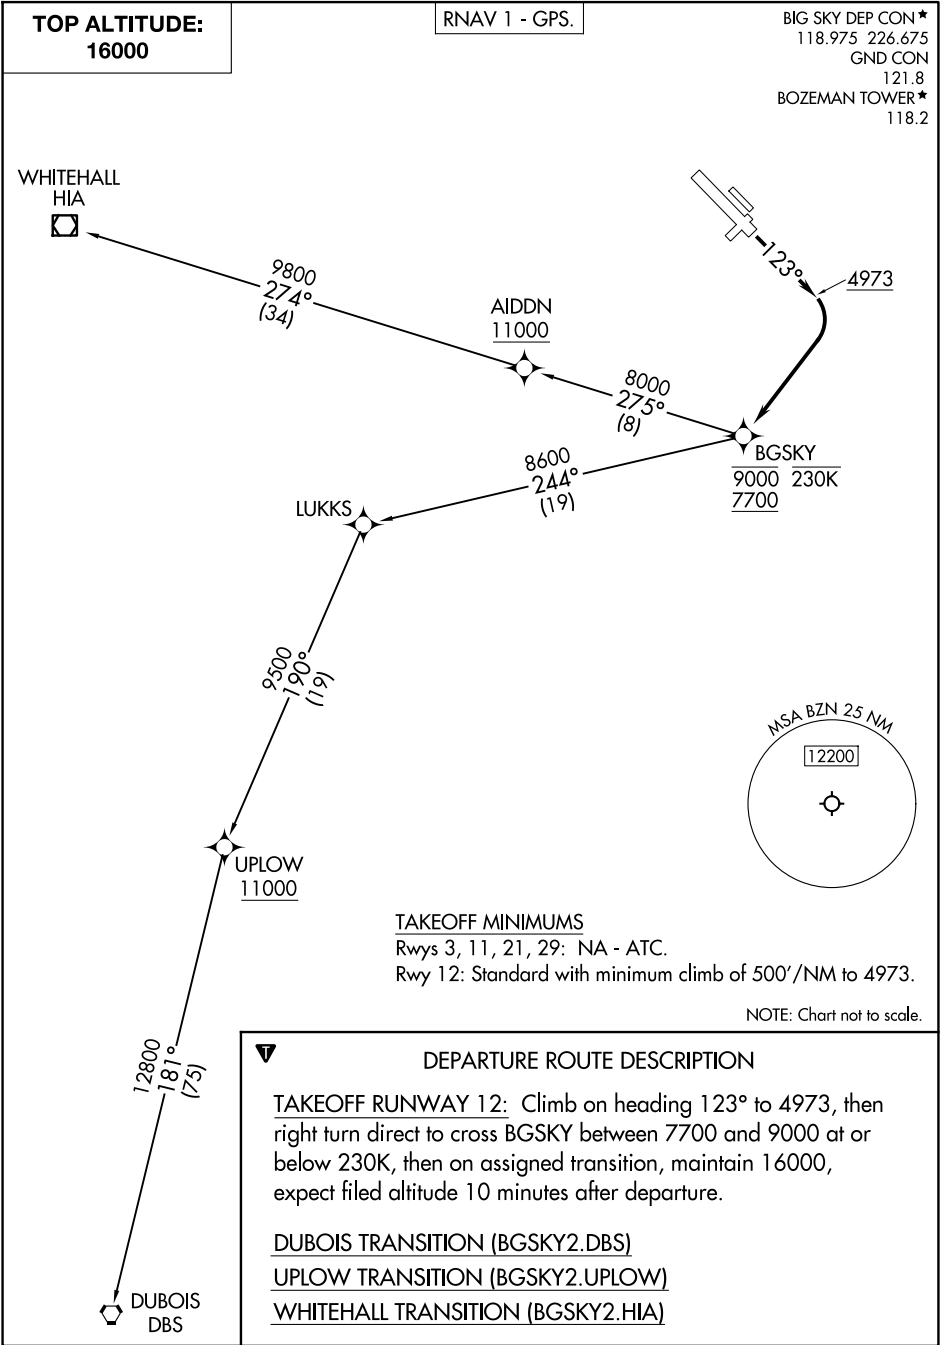 TOP ALTITUDE:
16000
RNAV 1 - GPS.
BIG SKY DEP CON★
118.975 226.675
GND CON
121.8
BOZEMAN TOWER★
118.2
WHITEHALL
HIA
123°
4973
9800
274°
(34)
AIDDN
11000
8000
275°
(8)
BGSKY
9000 230K
7700
8600
244°
(19)
LUKKS
9500
190°
(19)
MSA BZN 25 NM
12200
UPLOW
11000
TAKEOFF MINIMUMS
Rwys 3, 11, 21, 29: NA - ATC.
Rwy 12: Standard with minimum climb of 500'/NM to 4973.
NOTE: Chart not to scale.
12800
181°
(75)
DUBOIS
DBS
T
DEPARTURE ROUTE DESCRIPTION
TAKEOFF RUNWAY 12: Climb on heading 123° to 4973, then
right turn direct to cross BGSKY between 7700 and 9000 at or
below 230K, then on assigned transition, maintain 16000,
expect filed altitude 10 minutes after departure.
DUBOIS TRANSITION (BGSKY2.DBS)
UPLOW TRANSITION (BGSKY2.UPLOW)
WHITEHALL TRANSITION (BGSKY2.HIA)